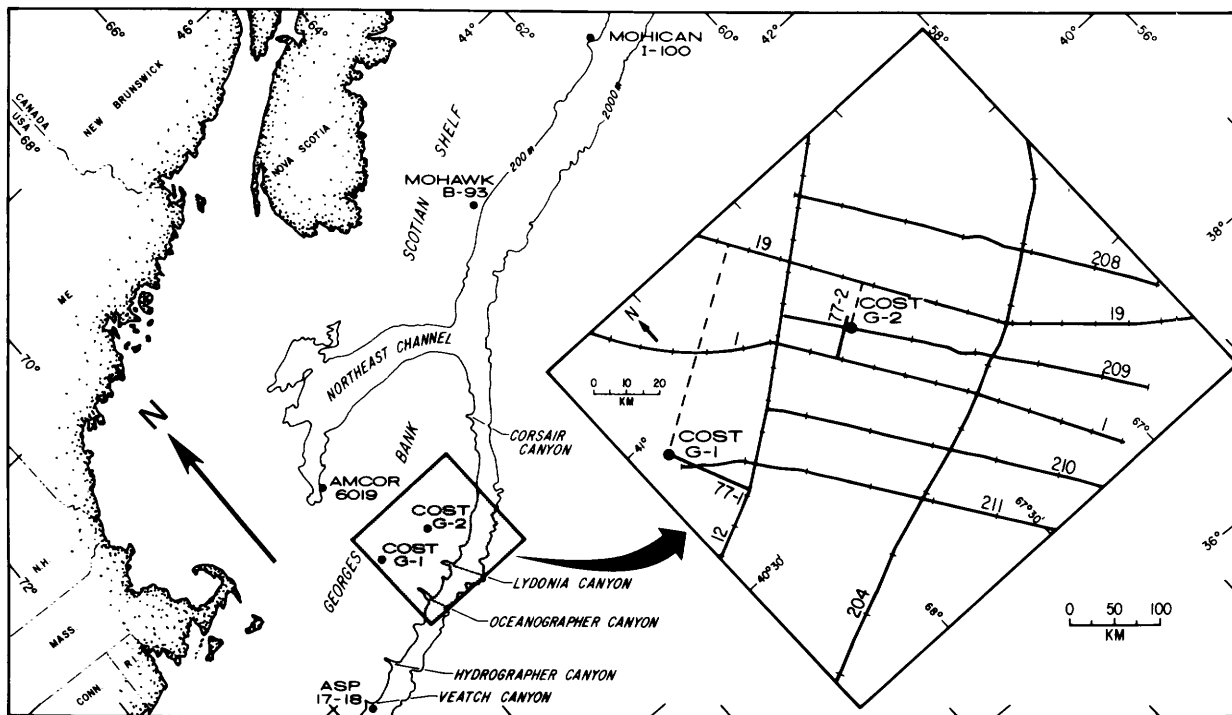 66°
46°
64°
44°
62°
60°
42°
58°
40°
56°
MOHICAN
I-100
NEW BRUNSWICK
CANADA
USA
68°
NOVA SCOTIA
SCOTIAN SHELF
200 m
2000 m
MOHAWK
B-93
38°
ME
70°
NORTHEAST CHANNEL
N
CORSAIR
CANYON
BANK
GEORGES
AMCOR
6019
COST
G-2
COST
G-1
LYDONIA CANYON
OCEANOGRAPHER CANYON
HYDROGRAPHER CANYON
VEATCH CANYON
ASP
17-18
N.H.
72°
MASS
CONN
R.I.
208
19
19
77-2
COST
G-2
209
1
1
N
0 10 20
KM
67°
41°
COST
G-1
77-1
210
211
67°30'
12
40°30'
204
68°
36°
0 50 100
KM